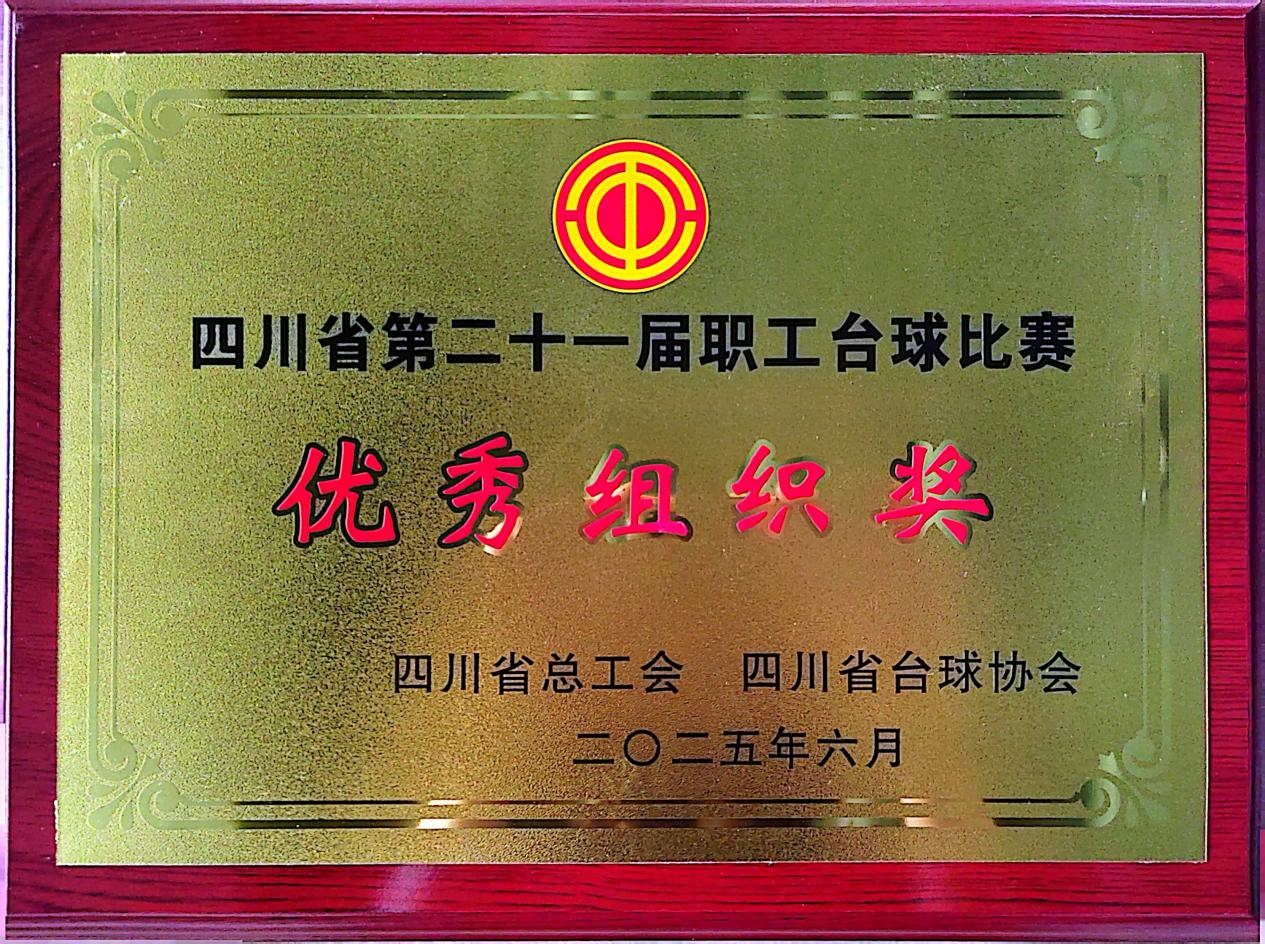 四川省第二十一届职工台球比赛
优秀组织奖
四川省总工会 四川省台球协会
二〇二五年六月